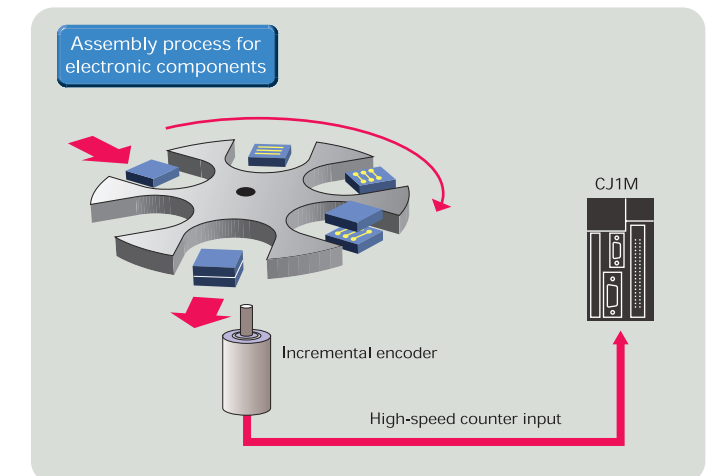 Assembly process for
electronic components
CJ1M
Incremental encoder
High-speed counter input